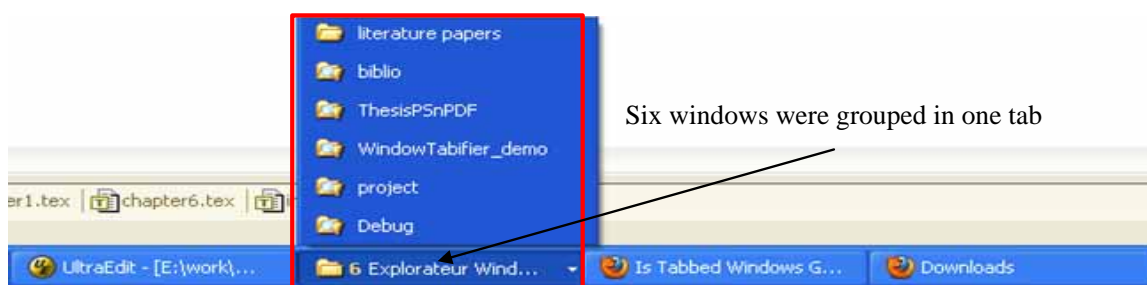 literature papers
biblio
ThesisPSnPDF
Six windows were grouped in one tab
WindowTabifier_demo
project
er1.tex chapter6.tex
Debug
UltraEdit - [E:\work\... 6 Explorateur Wind... Is Tabbed Windows G... Downloads